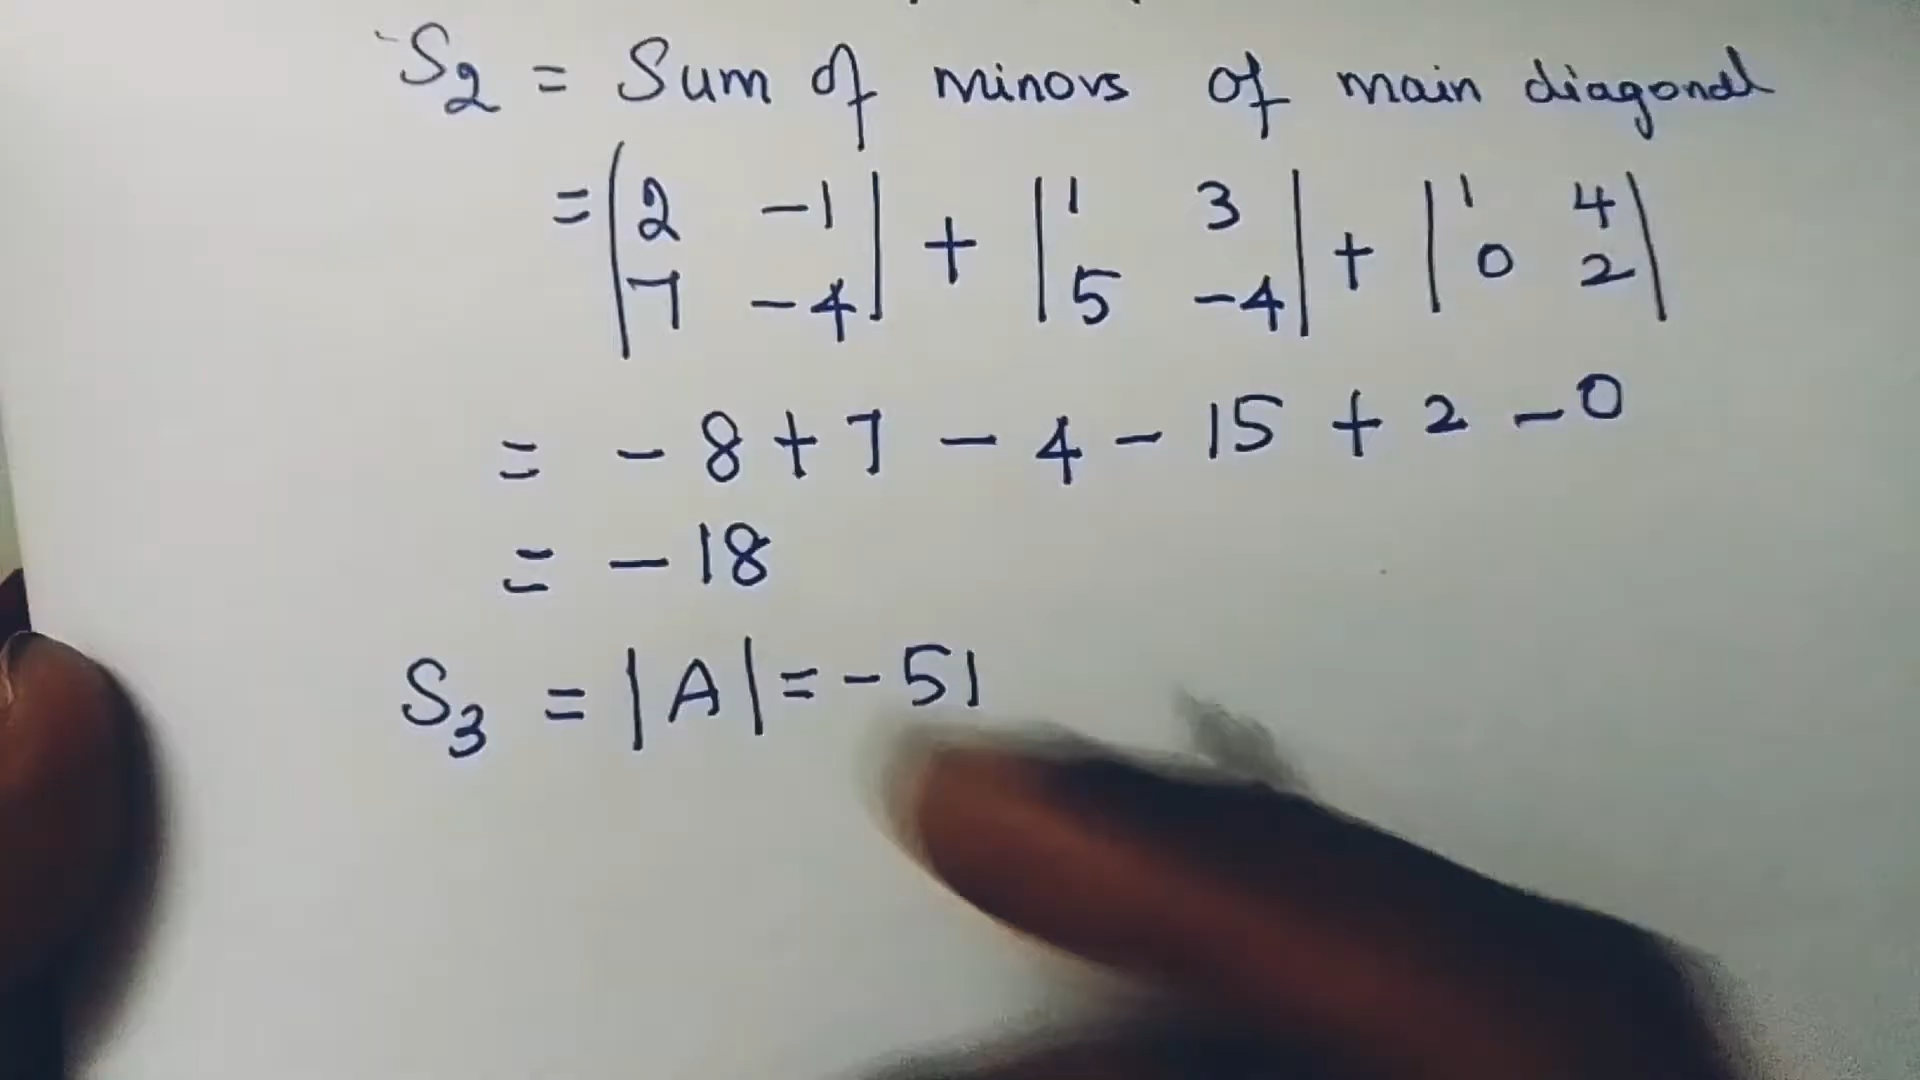 S₂ = Sum of minors of main diagonal
= |2 -1| + |1 3| + |1 4|
|7 -4| |5 -4| |0 2|
= - 8 + 7 - 4 - 15 + 2 - 0
= - 18
S₃ = |A| = - 51